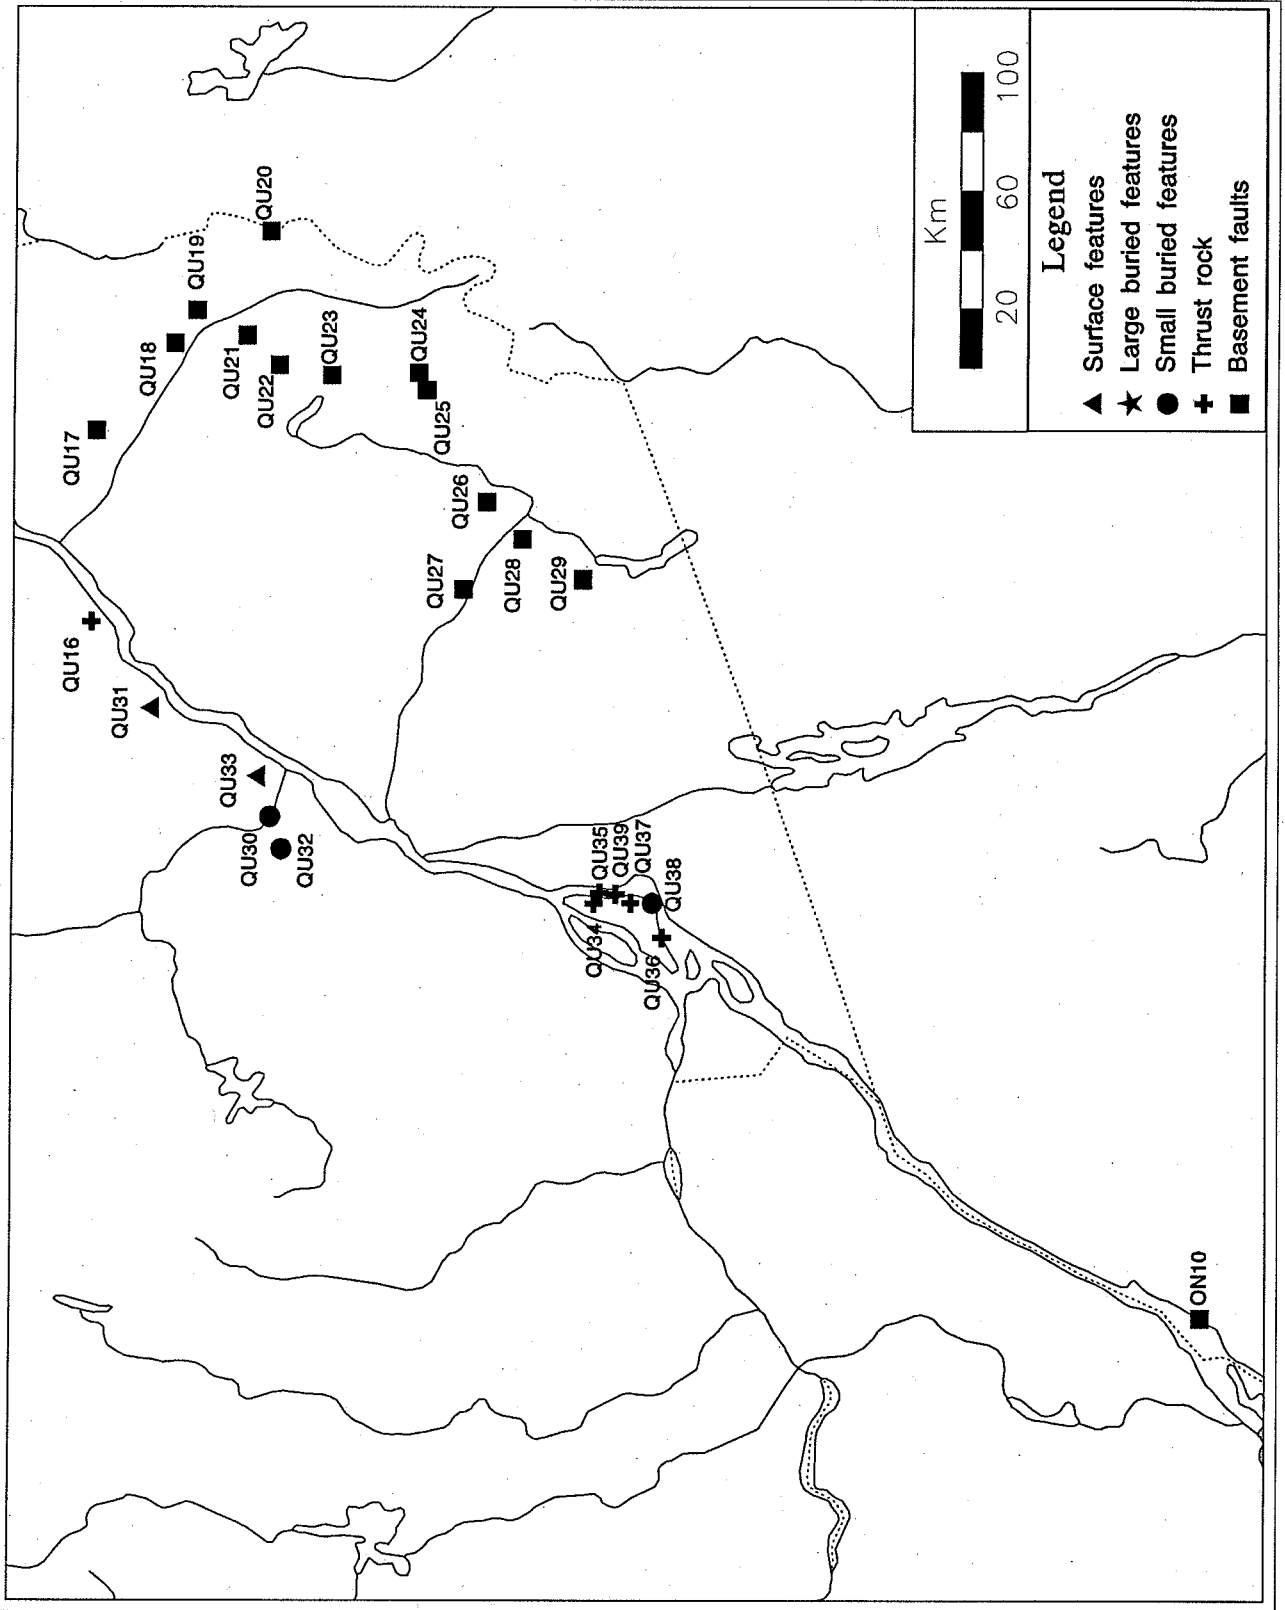 QU16
QU31
QU33
QU30
QU32
QU17
QU18
QU19
QU20
QU21
QU22
QU23
QU24
QU25
QU26
QU27
QU28
QU29
QU35
QU39
QU37
QU38
QU34
QU36
ON10
Km
20 60 100
Legend
Surface features
Large buried features
Small buried features
Thrust rock
Basement faults